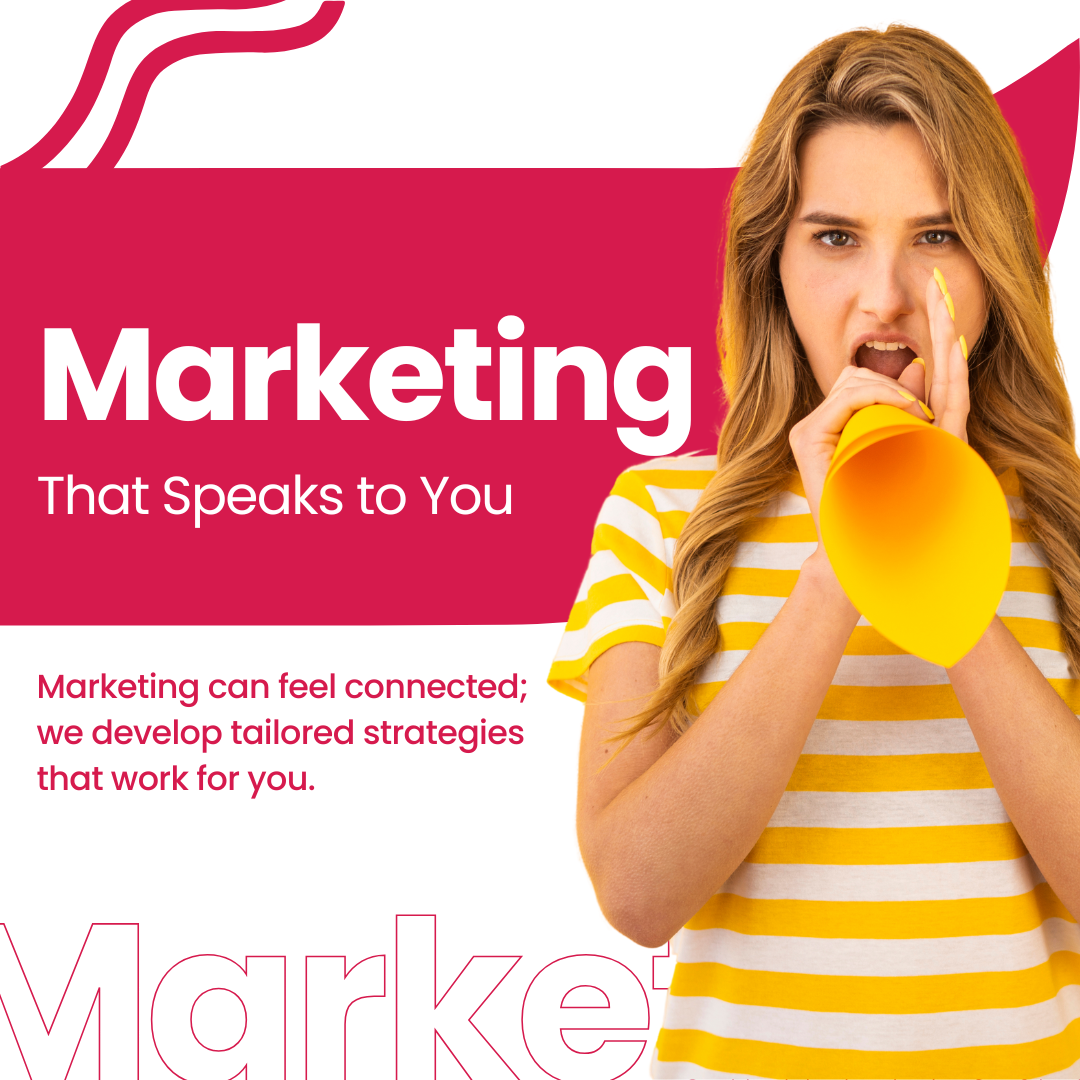 Marketing
That Speaks to You
Marketing can feel connected;
we develop tailored strategies
that work for you.
Market